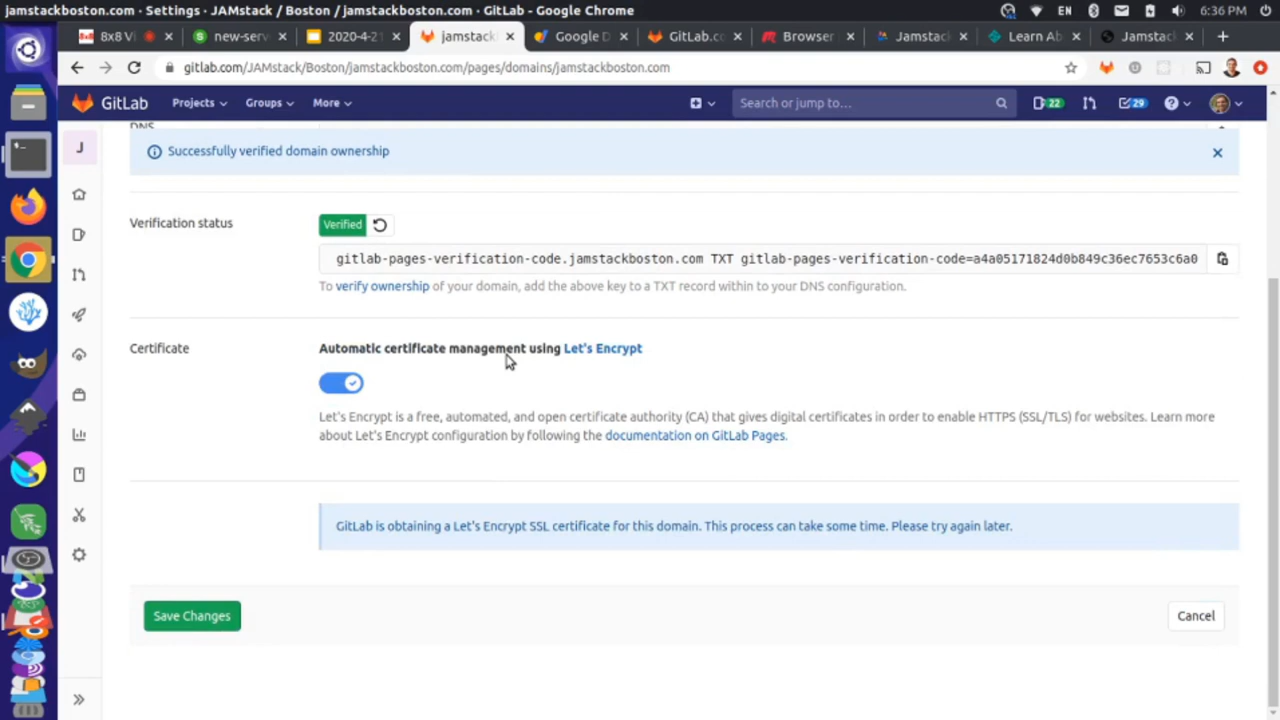 jamstackboston.com · Settings · JAMstack / Boston / jamstackboston.com · GitLab - Google Chrome
EN
6:36 PM
8x8 Vi
new-serv
2020-4-21
jamstack
Google D
GitLab.co
Browser
Jamstack
Learn Ab
Jamstack
gitlab.com/JAMstack/Boston/jamstackboston.com/pages/domains/jamstackboston.com
GitLab
Projects
Groups
More
Search or jump to...
22
29
J
DNS
Successfully verified domain ownership
Verification status
Verified
gitlab-pages-verification-code.jamstackboston.com TXT gitlab-pages-verification-code=a4a05171824d0b849c36ec7653c6a0
To verify ownership of your domain, add the above key to a TXT record within to your DNS configuration.
Certificate
Automatic certificate management using Let's Encrypt
Let's Encrypt is a free, automated, and open certificate authority (CA) that gives digital certificates in order to enable HTTPS (SSL/TLS) for websites. Learn more
about Let's Encrypt configuration by following the documentation on GitLab Pages.
GitLab is obtaining a Let's Encrypt SSL certificate for this domain. This process can take some time. Please try again later.
Save Changes
Cancel